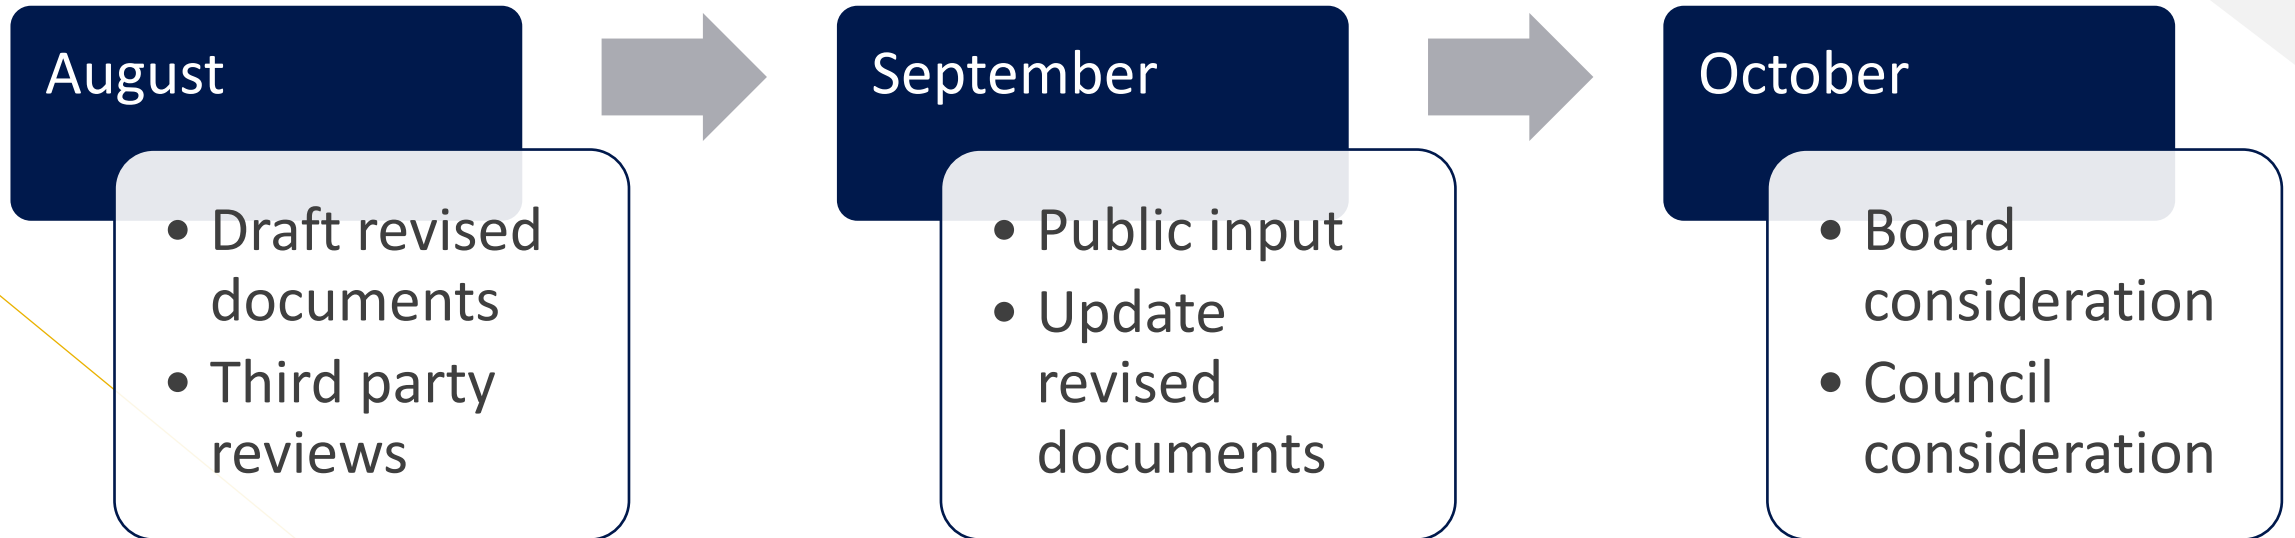 August
• Draft revised
documents
• Third party
reviews
September
• Public input
• Update
revised
documents
October
• Board
consideration
• Council
consideration